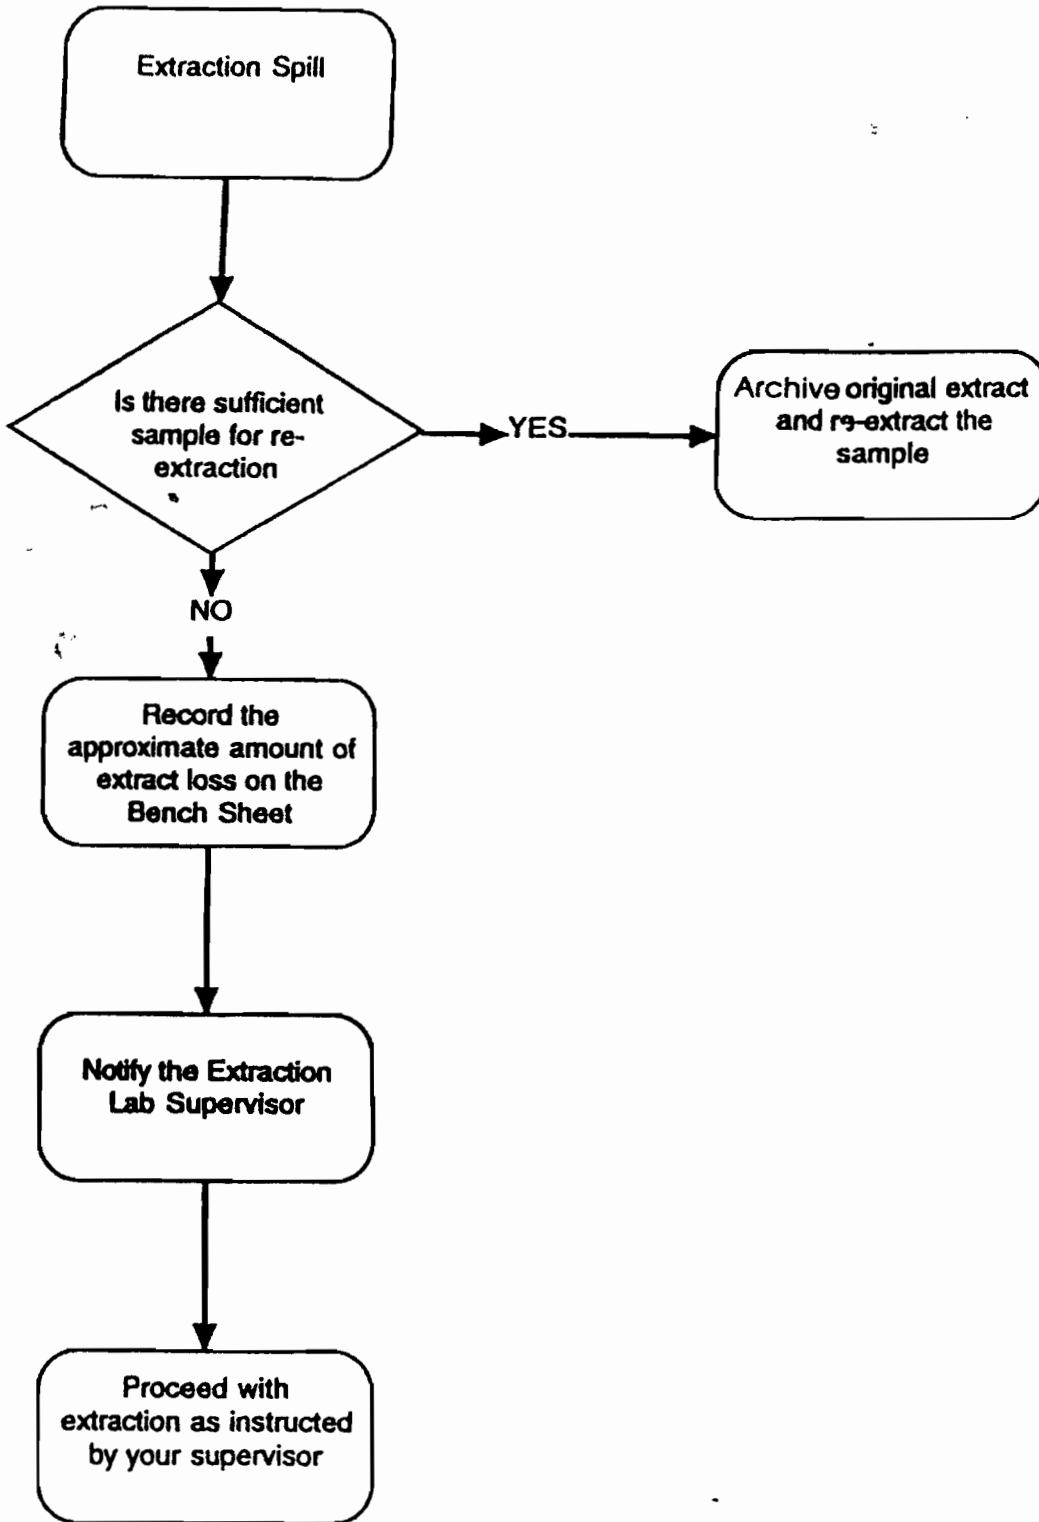 Extraction Spill
Is there sufficient
sample for re-
extraction
YES
Archive original extract
and re-extract the
sample
NO
Record the
approximate amount of
extract loss on the
Bench Sheet
Notify the Extraction
Lab Supervisor
Proceed with
extraction as instructed
by your supervisor